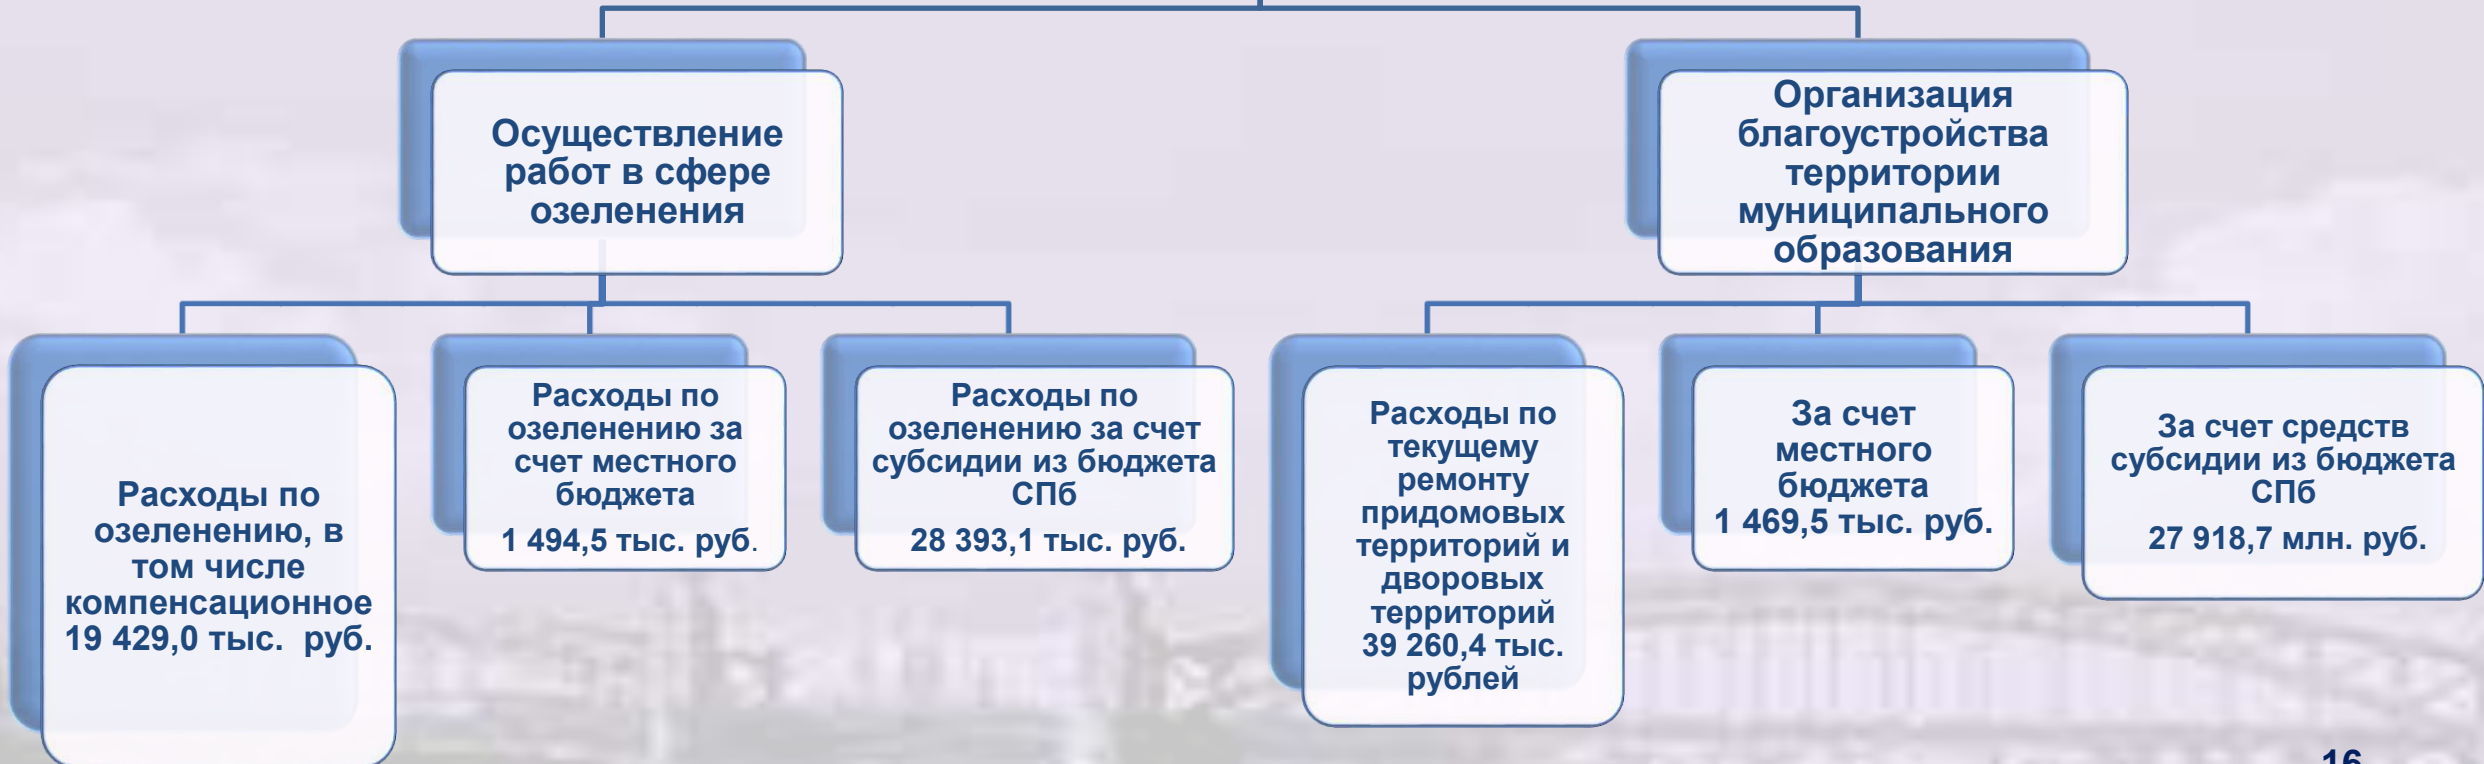 Осуществление
работ в сфере
озеленения
Организация
благоустройства
территории
муниципального
образования
Расходы по
озеленению, в
том числе
компенсационное
19 429,0 тыс.  руб.
Расходы по
озеленению за
счет местного
бюджета
1 494,5 тыс. руб.
Расходы по
озеленению за счет
субсидии из бюджета
СПб
28 393,1 тыс. руб.
Расходы по
текущему
ремонту
придомовых
территорий и
дворовых
территорий
39 260,4 тыс.
рублей
За счет
местного
бюджета
1 469,5 тыс. руб.
За счет средств
субсидии из бюджета
СПб
27 918,7 млн. руб.
16